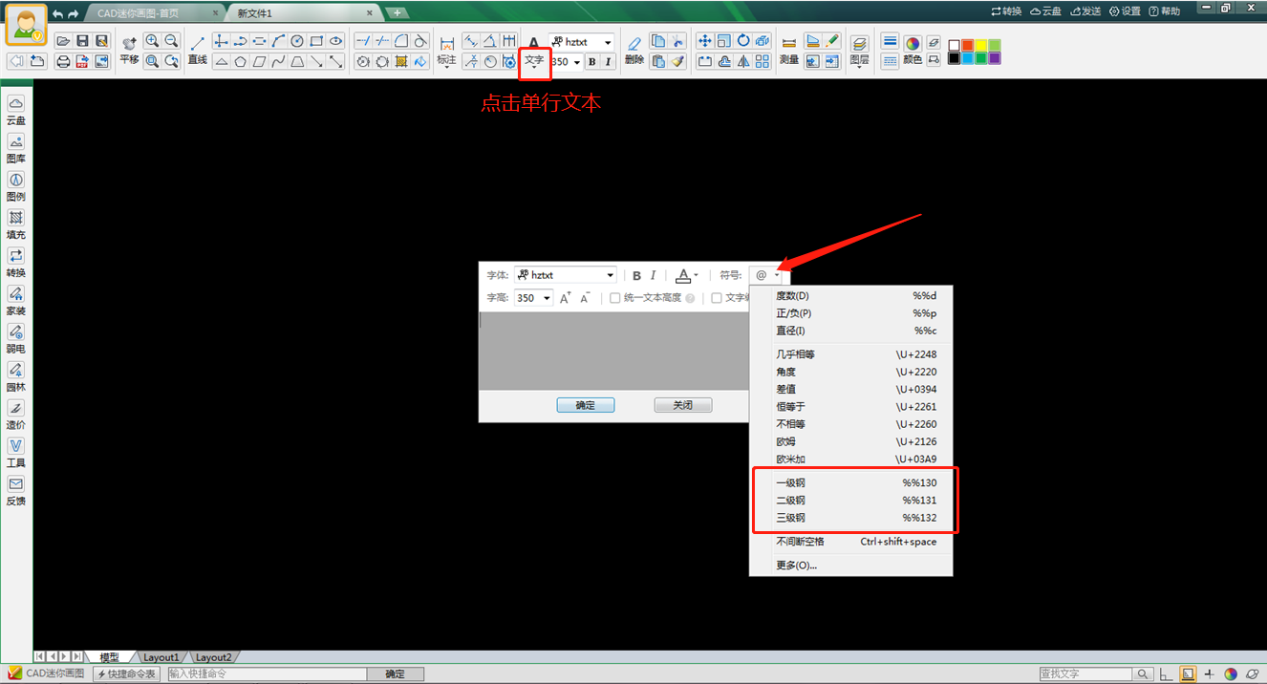 CAD迷你画图-首页
新文件1
转换 云盘 发送 设置 帮助
hztxt
平移 直线 标注 文字 350 B I 删除 测量 图层 颜色
点击单行文本
云盘
图库
图例
填充
转换
家装
弱电
园林
造价
工具
反馈
字体: hztxt B I A 符号: @
字高: 350 A+ A- 统一文本高度
确定 关闭
度数(D) %%d
正/负(P) %%p
直径(I) %%c
几乎相等 \U+2248
角度 \U+2220
差值 \U+0394
恒等于 \U+2261
不相等 \U+2260
欧姆 \U+2126
欧米加 \U+03A9
一级钢 %%130
二级钢 %%131
三级钢 %%132
不间断空格 Ctrl+shift+space
更多(O)...
模型 Layout1 Layout2
CAD迷你画图 快捷命令表 输入快捷命令 确定 查找文字